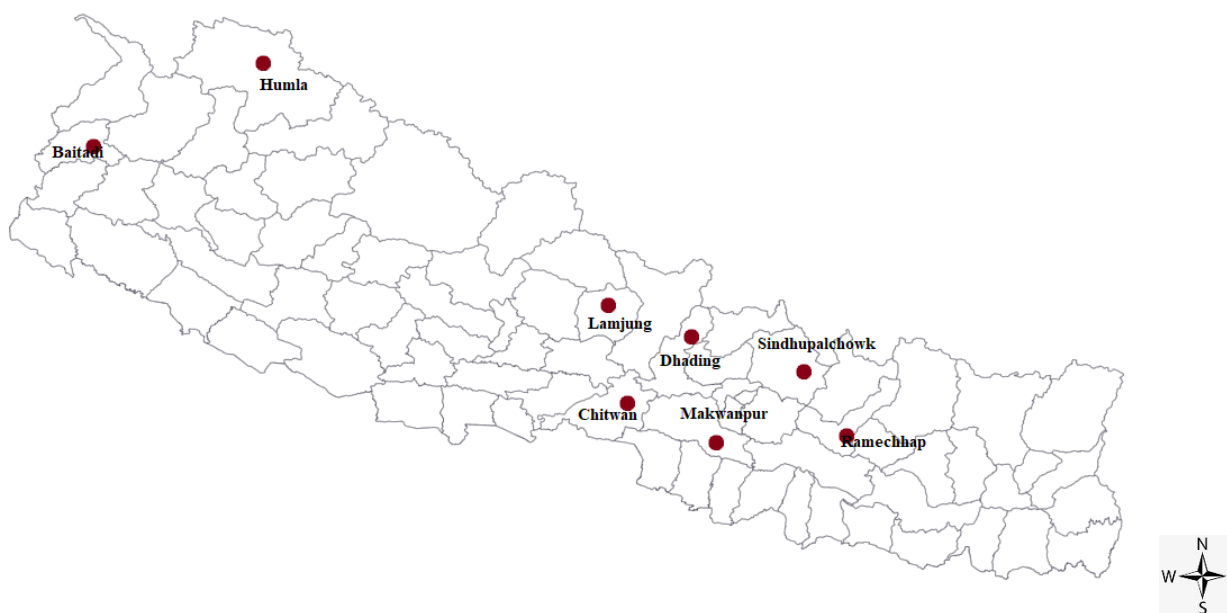 Humla
Baitadi
Lamjung
Sindhupalchowk
Dhading
Chitwan
Makwanpur
Ramechhap
N
W
S